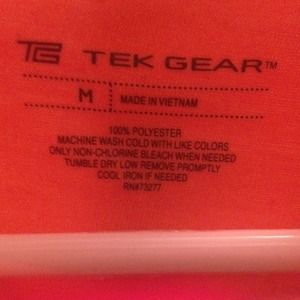 TG TEK GEAR™
M MADE IN VIETNAM
100% POLYESTER
MACHINE WASH COLD WITH LIKE COLORS
ONLY NON-CHLORINE BLEACH WHEN NEEDED
TUMBLE DRY LOW REMOVE PROMPTLY
COOL IRON IF NEEDED
RN#73277